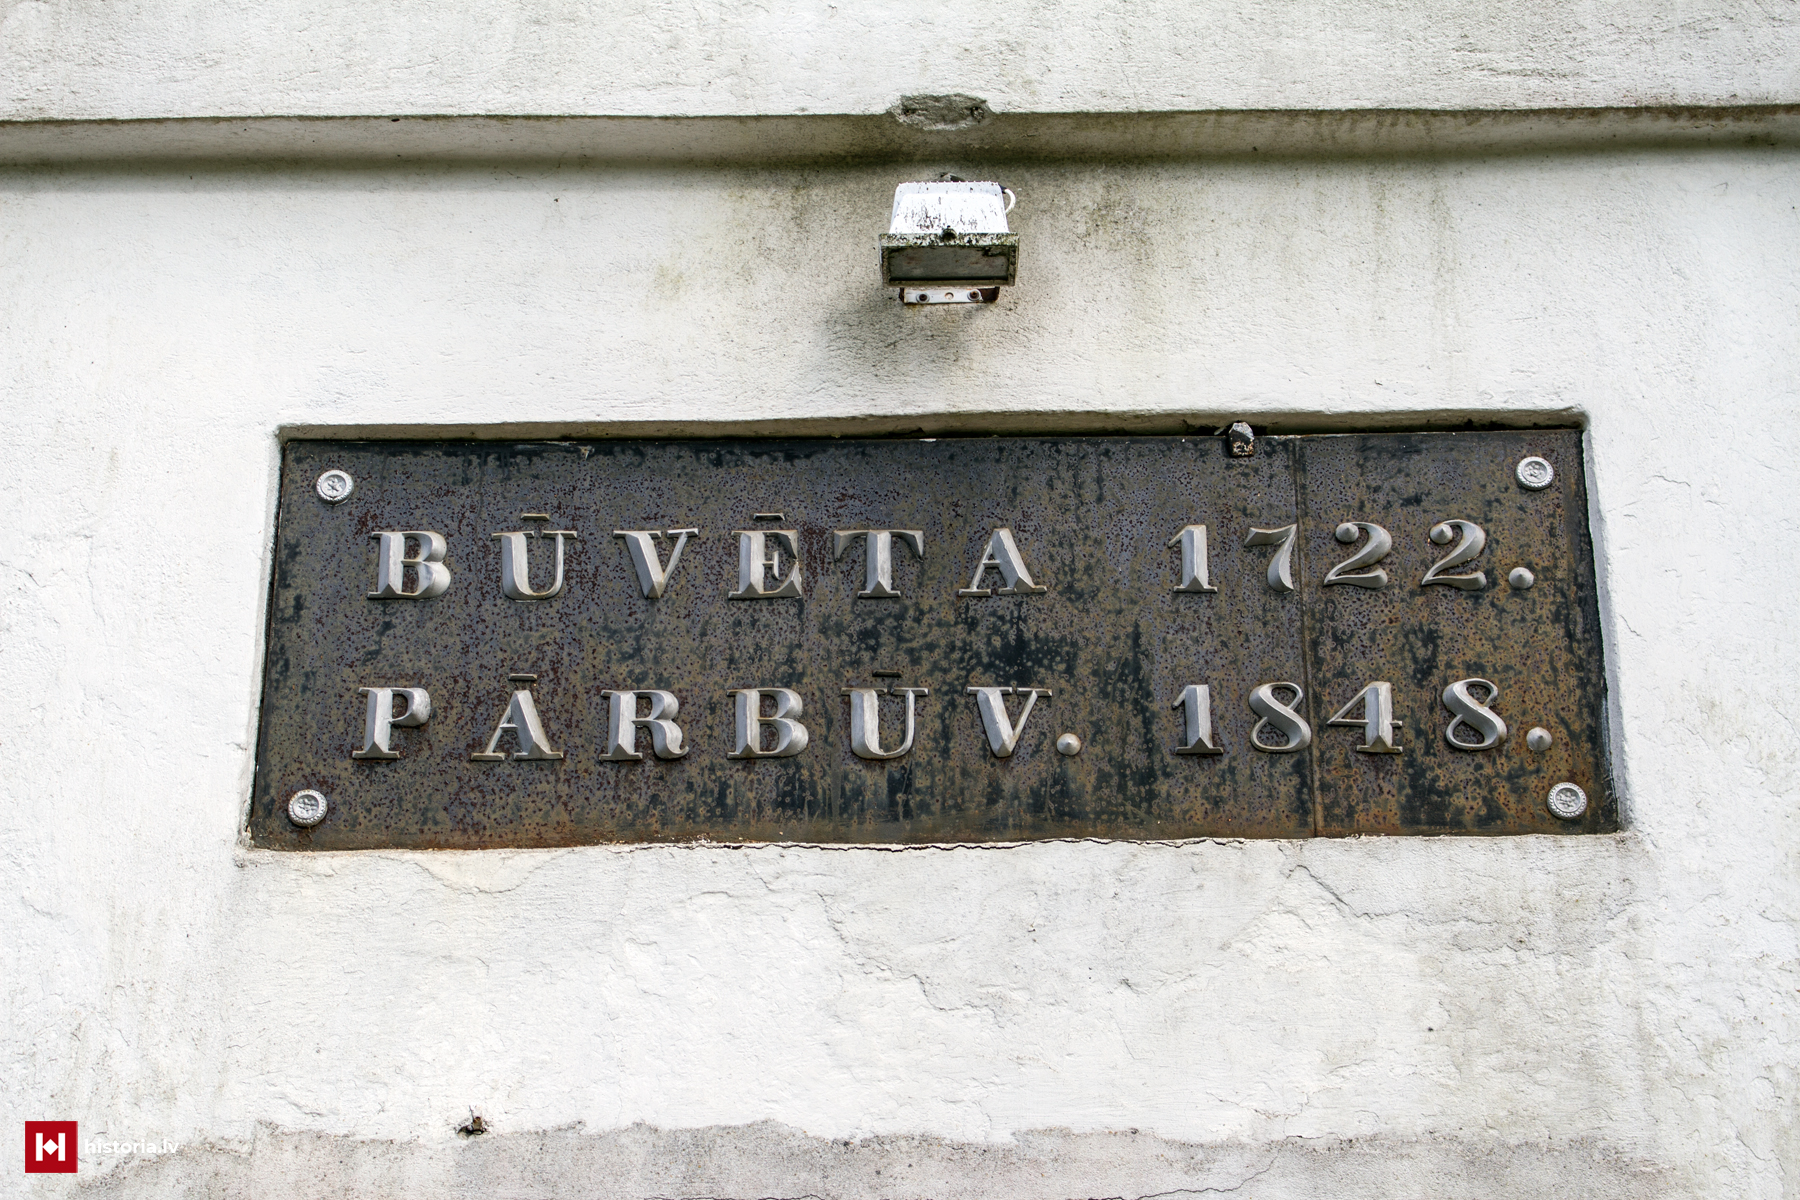 BŪVĒTA 1722.
PĀRBŪV. 1848.
historia.lv